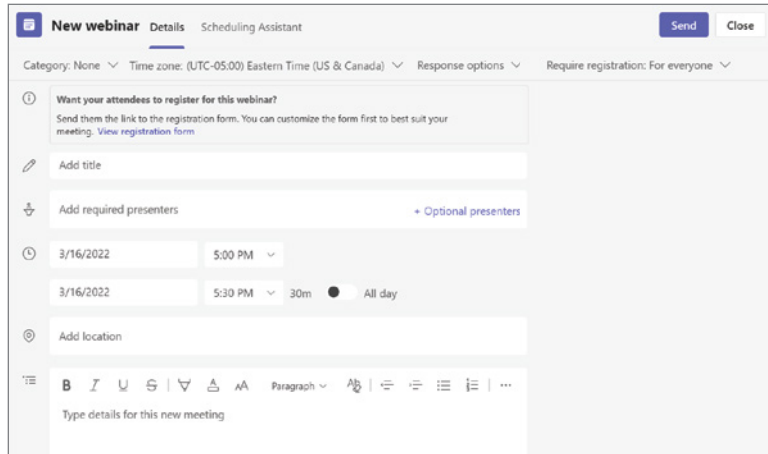 New webinar Details Scheduling Assistant Send Close
Category: None Time zone: (UTC-05:00) Eastern Time (US & Canada) Response options Require registration: For everyone
Want your attendees to register for this webinar?
Send them the link to the registration form. You can customize the form first to best suit your
meeting. View registration form
Add title
Add required presenters + Optional presenters
3/16/2022 5:00 PM
3/16/2022 5:30 PM 30m All day
Add location
B I U S A AA Paragraph Ab ...
Type details for this new meeting